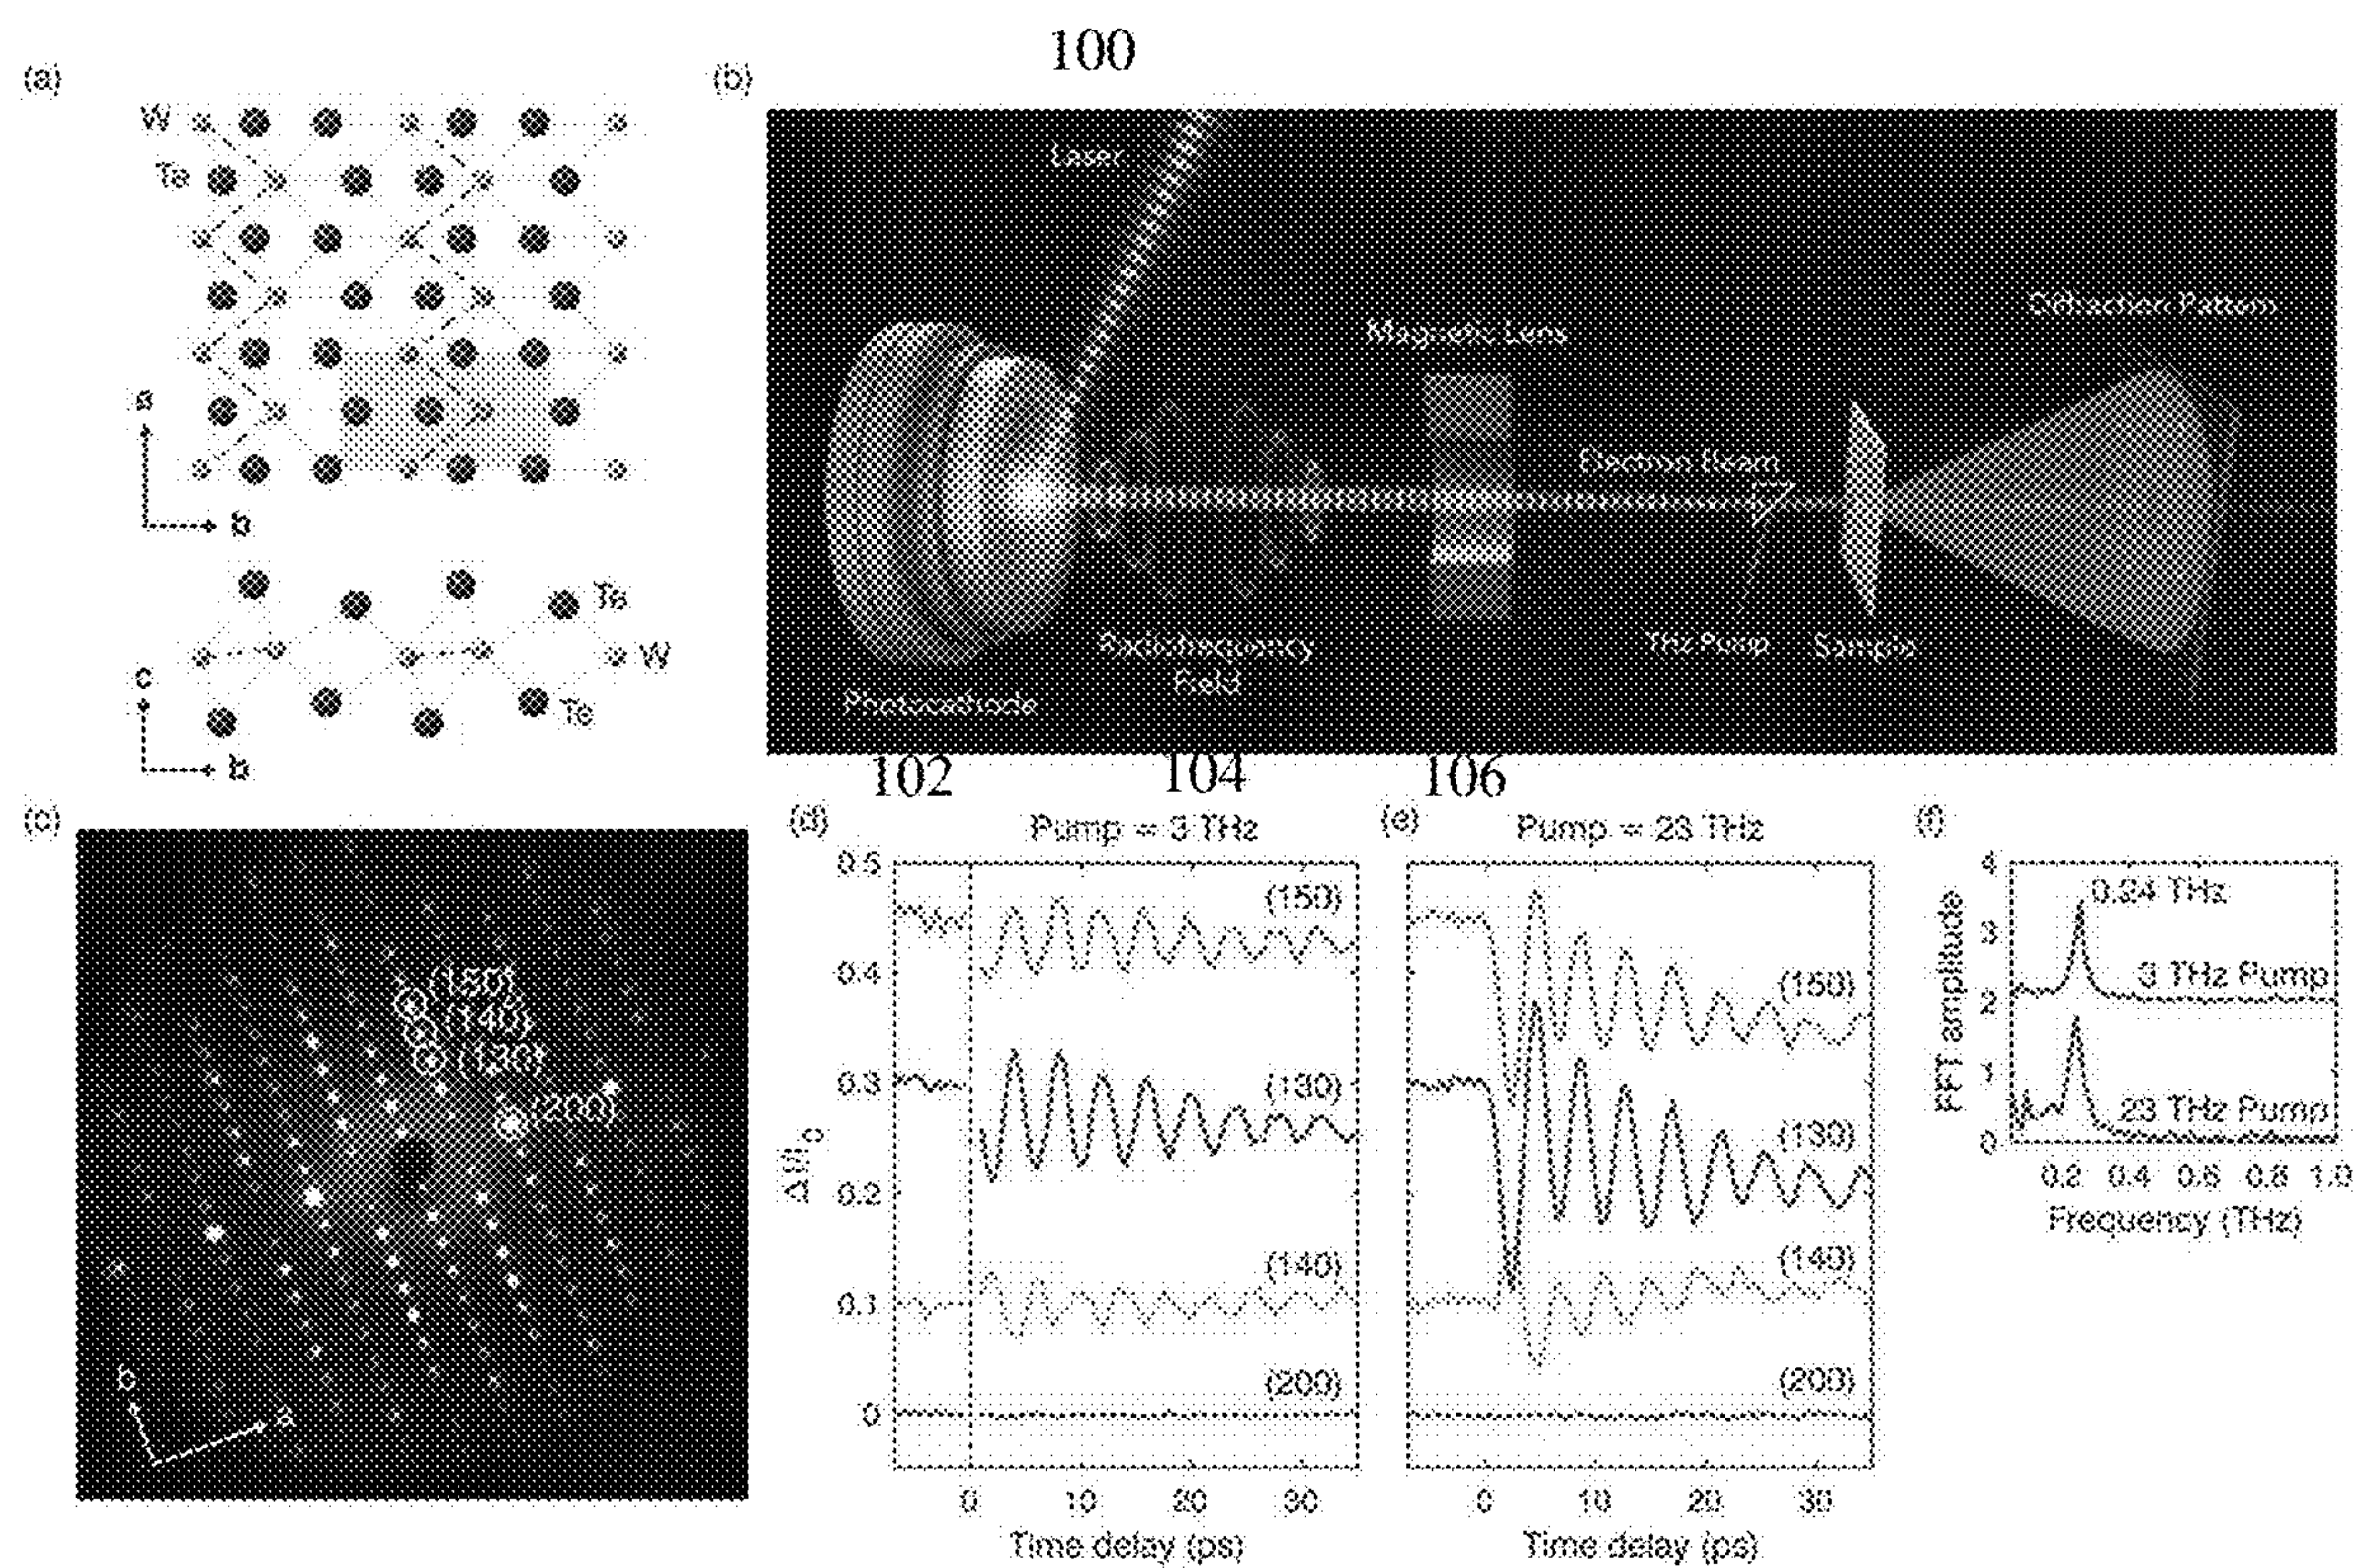 100
(a)
W
Te
a
b
Te
W
c
Te
b
(b)
Laser
Magnetic Lens
Diffraction Pattern
Electron Beam
Radiofrequency
Field
THz Pump
Sample
Photocathode
102
104
106
(c)
(150)
(140)
(130)
(200)
b
a
(d)
Pump = 3 THz
0.5
(150)
0.4
0.3
(130)
ΔI/I₀
0.2
(140)
0.1
(200)
0
0 10 20 30
Time delay (ps)
(e)
Pump = 23 THz
(150)
(130)
(140)
(200)
0 10 20 30
Time delay (ps)
(f)
4
0.24 THz
3
FFT amplitude
3 THz Pump
2
1
23 THz Pump
0
0.2 0.4 0.6 0.8 1.0
Frequency (THz)